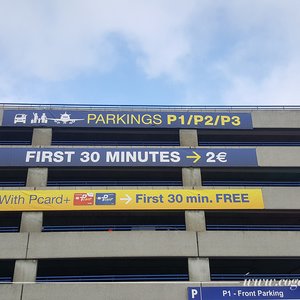 PARKINGS P1/P2/P3
FIRST 30 MINUTES → 2€
With Pcard+ → First 30 min. FREE
P P1 - Front Parking